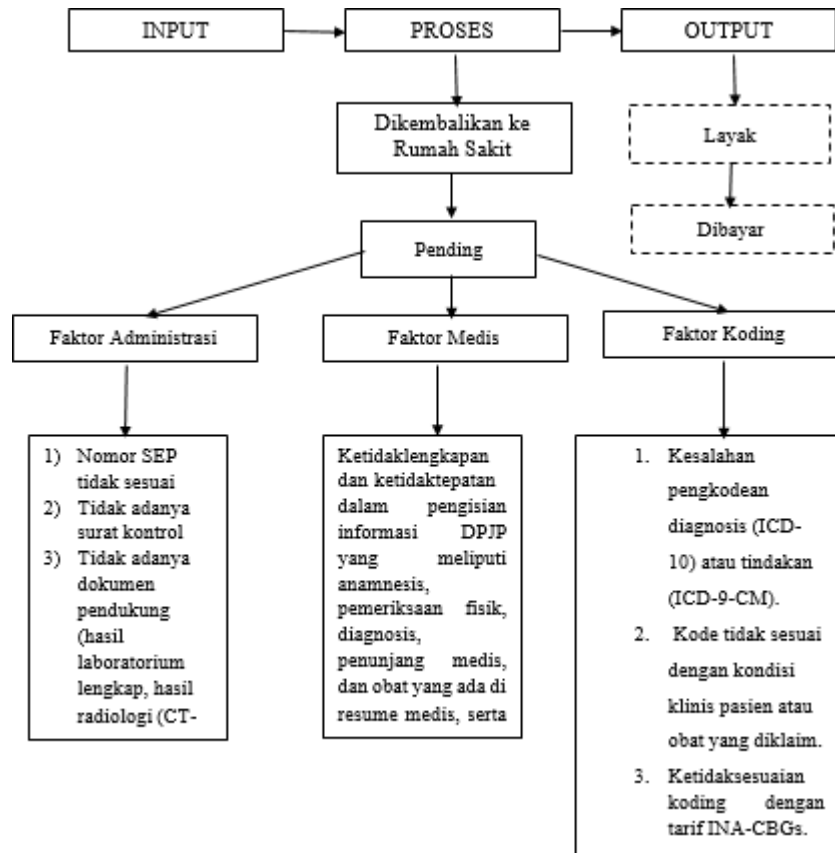 INPUT
PROSES
OUTPUT
Dikembalikan ke
Rumah Sakit
Layak
Dibayar
Pending
Faktor Administrasi
Faktor Medis
Faktor Koding
1) Nomor SEP
tidak sesuai
2) Tidak adanya
surat kontrol
3) Tidak adanya
dokumen
pendukung
(hasil
laboratorium
lengkap, hasil
radiologi (CT-
Ketidaklengkapan
dan ketidaktepatan
dalam pengisian
informasi DPJP
yang meliputi
anamnesis,
pemeriksaan fisik,
diagnosis,
penunjang medis,
dan obat yang ada di
resume medis, serta
1. Kesalahan
pengkodean
diagnosis (ICD-
10) atau tindakan
(ICD-9-CM).
2. Kode tidak sesuai
dengan kondisi
klinis pasien atau
obat yang diklaim.
3. Ketidaksesuaian
koding dengan
tarif INA-CBGs.